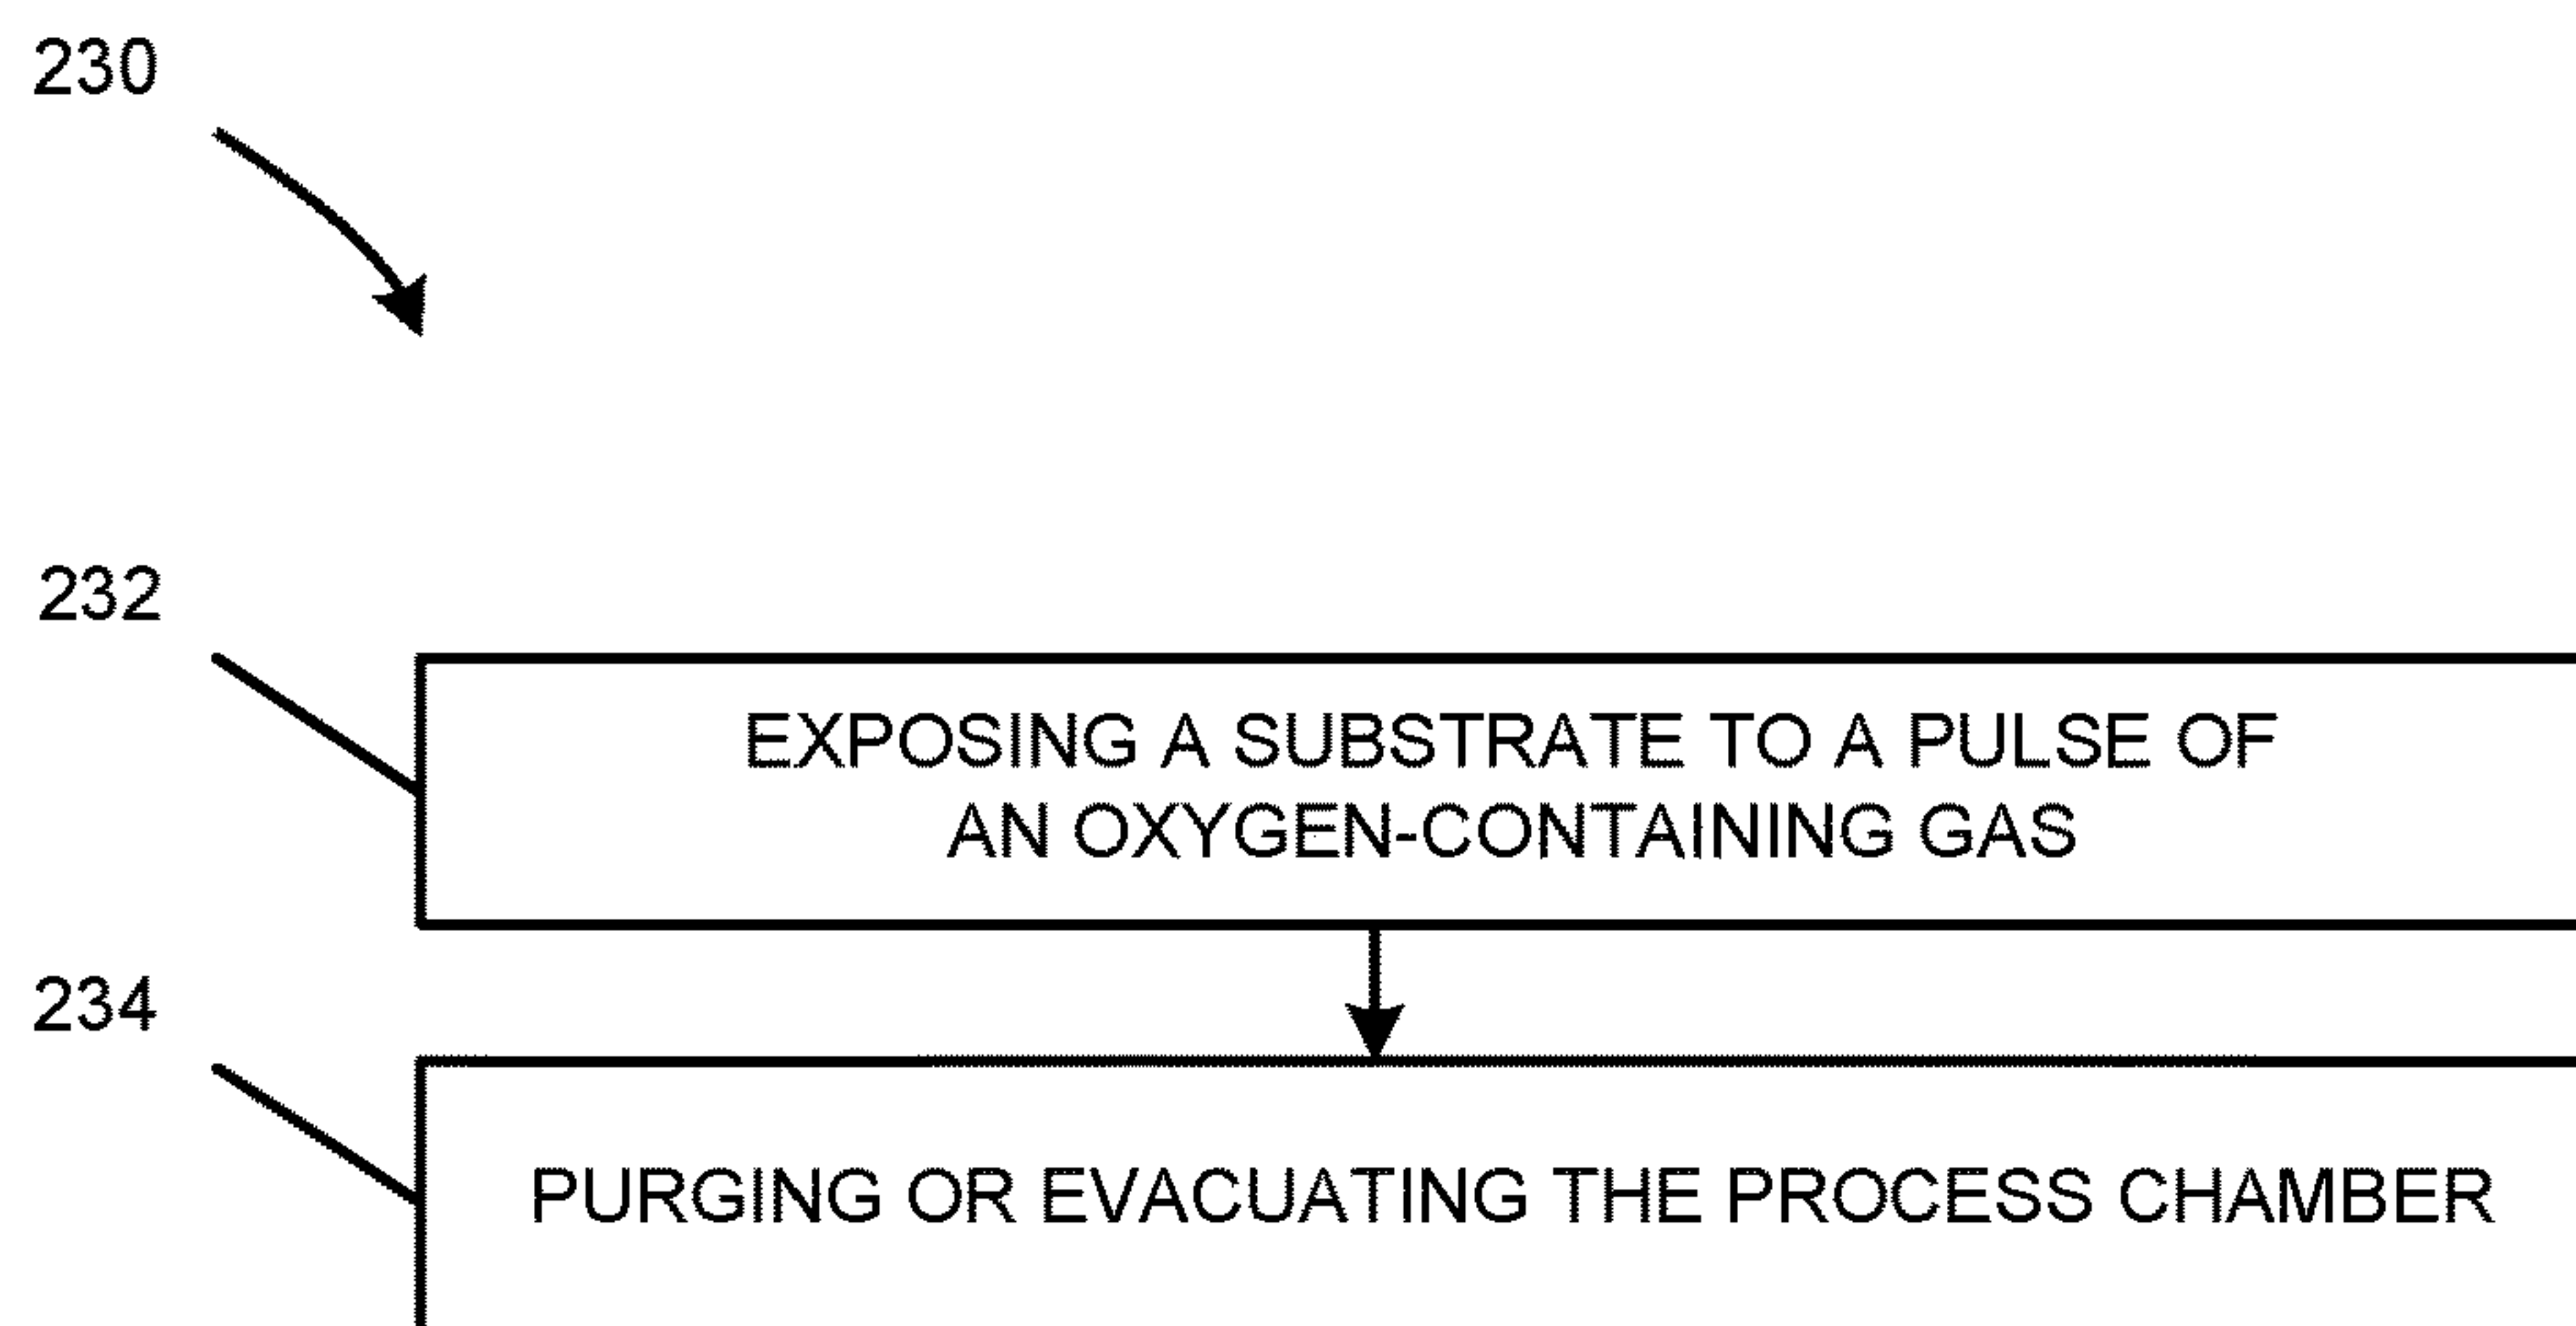 230
232
EXPOSING A SUBSTRATE TO A PULSE OF
AN OXYGEN-CONTAINING GAS
234
PURGING OR EVACUATING THE PROCESS CHAMBER